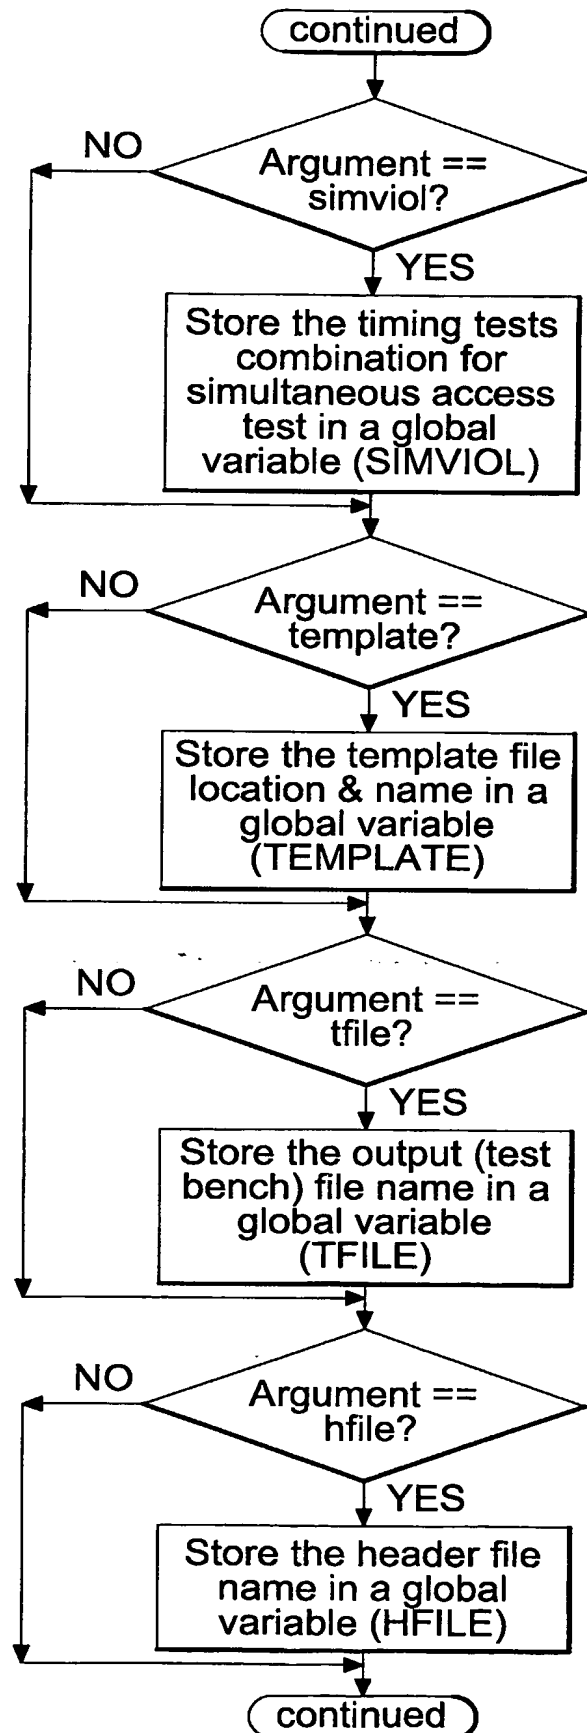 continued
NO
Argument ==
simviol?
YES
Store the timing tests
combination for
simultaneous access
test in a global
variable (SIMVIOL)
NO
Argument ==
template?
YES
Store the template file
location & name in a
global variable
(TEMPLATE)
NO
Argument ==
tfile?
YES
Store the output (test
bench) file name in a
global variable
(TFILE)
NO
Argument ==
hfile?
YES
Store the header file
name in a global
variable (HFILE)
continued